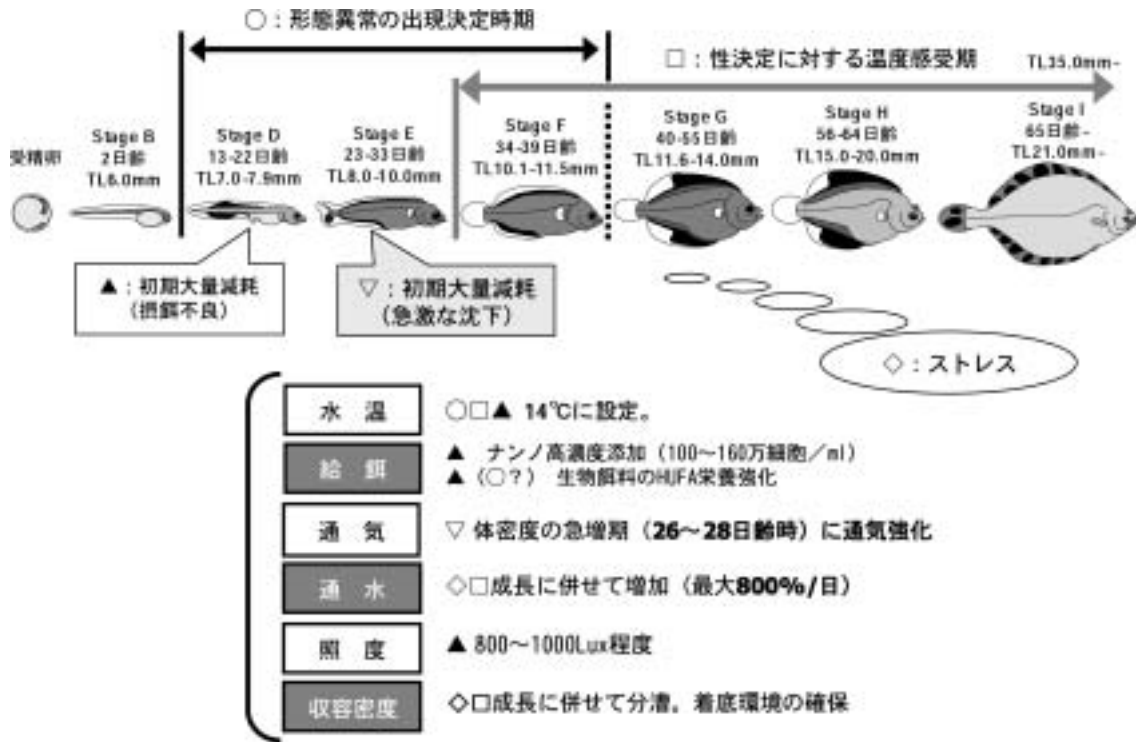 ○：形態異常の出現決定時期
□：性決定に対する温度感受期
TL35.0mm-
受精卵
Stage B
2日齢
TL6.0mm
Stage D
13-22日齢
TL7.0-7.9mm
Stage E
23-33日齢
TL8.0-10.0mm
Stage F
34-39日齢
TL10.1-11.5mm
Stage G
40-55日齢
TL11.6-14.0mm
Stage H
56-64日齢
TL15.0-20.0mm
Stage I
65日齢-
TL21.0mm-
▲：初期大量減耗
（摂餌不良）
▽：初期大量減耗
（急激な沈下）
◇：ストレス
水 温
○□▲ 14℃に設定。
給 餌
▲ ナンノ高濃度添加（100～160万細胞／ml）
▲（○？） 生物餌料のHUFA栄養強化
通 気
▽ 体密度の急増期（26～28日齢時）に通気強化
通 水
◇□成長に併せて増加（最大800%/日）
照 度
▲ 800～1000Lux程度
収容密度
◇□成長に併せて分漕。着底環境の確保